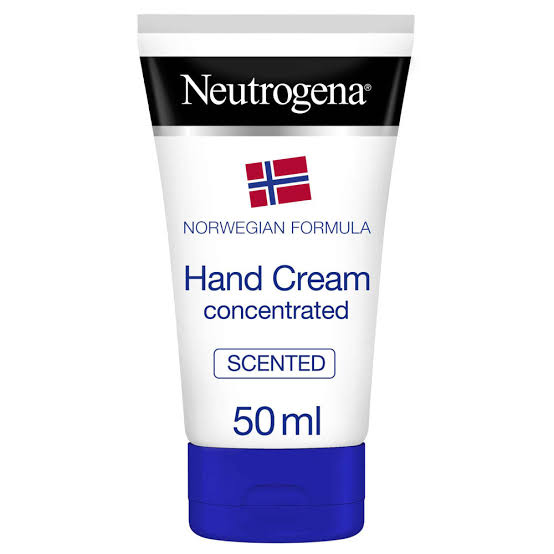 Neutrogena®
NORWEGIAN FORMULA
Hand Cream
concentrated
SCENTED
50 ml